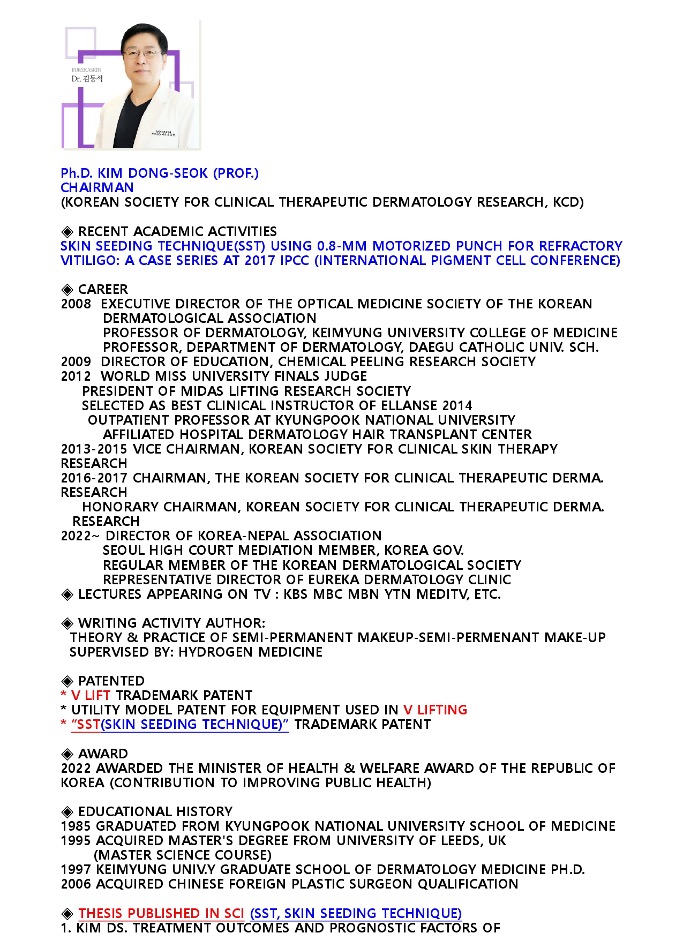 Dr. 김동석
Ph.D. KIM DONG-SEOK (PROF.)
CHAIRMAN
(KOREAN SOCIETY FOR CLINICAL THERAPEUTIC DERMATOLOGY RESEARCH, KCD)
◈ RECENT ACADEMIC ACTIVITIES
SKIN SEEDING TECHNIQUE(SST) USING 0.8-MM MOTORIZED PUNCH FOR REFRACTORY
VITILIGO: A CASE SERIES AT 2017 IPCC (INTERNATIONAL PIGMENT CELL CONFERENCE)
◈ CAREER
2008 EXECUTIVE DIRECTOR OF THE OPTICAL MEDICINE SOCIETY OF THE KOREAN
DERMATOLOGICAL ASSOCIATION
PROFESSOR OF DERMATOLOGY, KEIMYUNG UNIVERSITY COLLEGE OF MEDICINE
PROFESSOR, DEPARTMENT OF DERMATOLOGY, DAEGU CATHOLIC UNIV. SCH.
2009 DIRECTOR OF EDUCATION, CHEMICAL PEELING RESEARCH SOCIETY
2012 WORLD MISS UNIVERSITY FINALS JUDGE
PRESIDENT OF MIDAS LIFTING RESEARCH SOCIETY
SELECTED AS BEST CLINICAL INSTRUCTOR OF ELLANSE 2014
OUTPATIENT PROFESSOR AT KYUNGPOOK NATIONAL UNIVERSITY
AFFILIATED HOSPITAL DERMATOLOGY HAIR TRANSPLANT CENTER
2013-2015 VICE CHAIRMAN, KOREAN SOCIETY FOR CLINICAL SKIN THERAPY
RESEARCH
2016-2017 CHAIRMAN, THE KOREAN SOCIETY FOR CLINICAL THERAPEUTIC DERMA.
RESEARCH
HONORARY CHAIRMAN, KOREAN SOCIETY FOR CLINICAL THERAPEUTIC DERMA.
RESEARCH
2022~ DIRECTOR OF KOREA-NEPAL ASSOCIATION
SEOUL HIGH COURT MEDIATION MEMBER, KOREA GOV.
REGULAR MEMBER OF THE KOREAN DERMATOLOGICAL SOCIETY
REPRESENTATIVE DIRECTOR OF EUREKA DERMATOLOGY CLINIC
◈ LECTURES APPEARING ON TV : KBS MBC MBN YTN MEDITV, ETC.
◈ WRITING ACTIVITY AUTHOR:
THEORY & PRACTICE OF SEMI-PERMANENT MAKEUP-SEMI-PERMENANT MAKE-UP
SUPERVISED BY: HYDROGEN MEDICINE
◈ PATENTED
* V LIFT TRADEMARK PATENT
* UTILITY MODEL PATENT FOR EQUIPMENT USED IN V LIFTING
* “SST(SKIN SEEDING TECHNIQUE)” TRADEMARK PATENT
◈ AWARD
2022 AWARDED THE MINISTER OF HEALTH & WELFARE AWARD OF THE REPUBLIC OF
KOREA (CONTRIBUTION TO IMPROVING PUBLIC HEALTH)
◈ EDUCATIONAL HISTORY
1985 GRADUATED FROM KYUNGPOOK NATIONAL UNIVERSITY SCHOOL OF MEDICINE
1995 ACQUIRED MASTER'S DEGREE FROM UNIVERSITY OF LEEDS, UK
(MASTER SCIENCE COURSE)
1997 KEIMYUNG UNIV.Y GRADUATE SCHOOL OF DERMATOLOGY MEDICINE PH.D.
2006 ACQUIRED CHINESE FOREIGN PLASTIC SURGEON QUALIFICATION
◈ THESIS PUBLISHED IN SCI (SST, SKIN SEEDING TECHNIQUE)
1. KIM DS. TREATMENT OUTCOMES AND PROGNOSTIC FACTORS OF